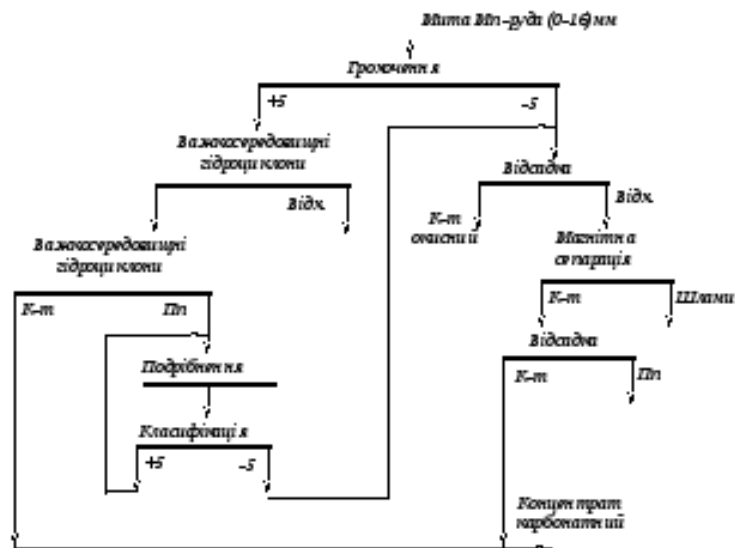 Мита Mn-руда (0-16) мм
Грохочення
+5
-5
Важкосередовищні
гідроциклони
Відсадка
Відх.
Відх.
К-т
окисний
Важкосередовищні
гідроциклони
Магнітна
сепарація
К-т
Пп
К-т
Шлами
Відсадка
Подрібнення
К-т
Пп
Класифікація
+5
-5
Концентрат
карбонатний